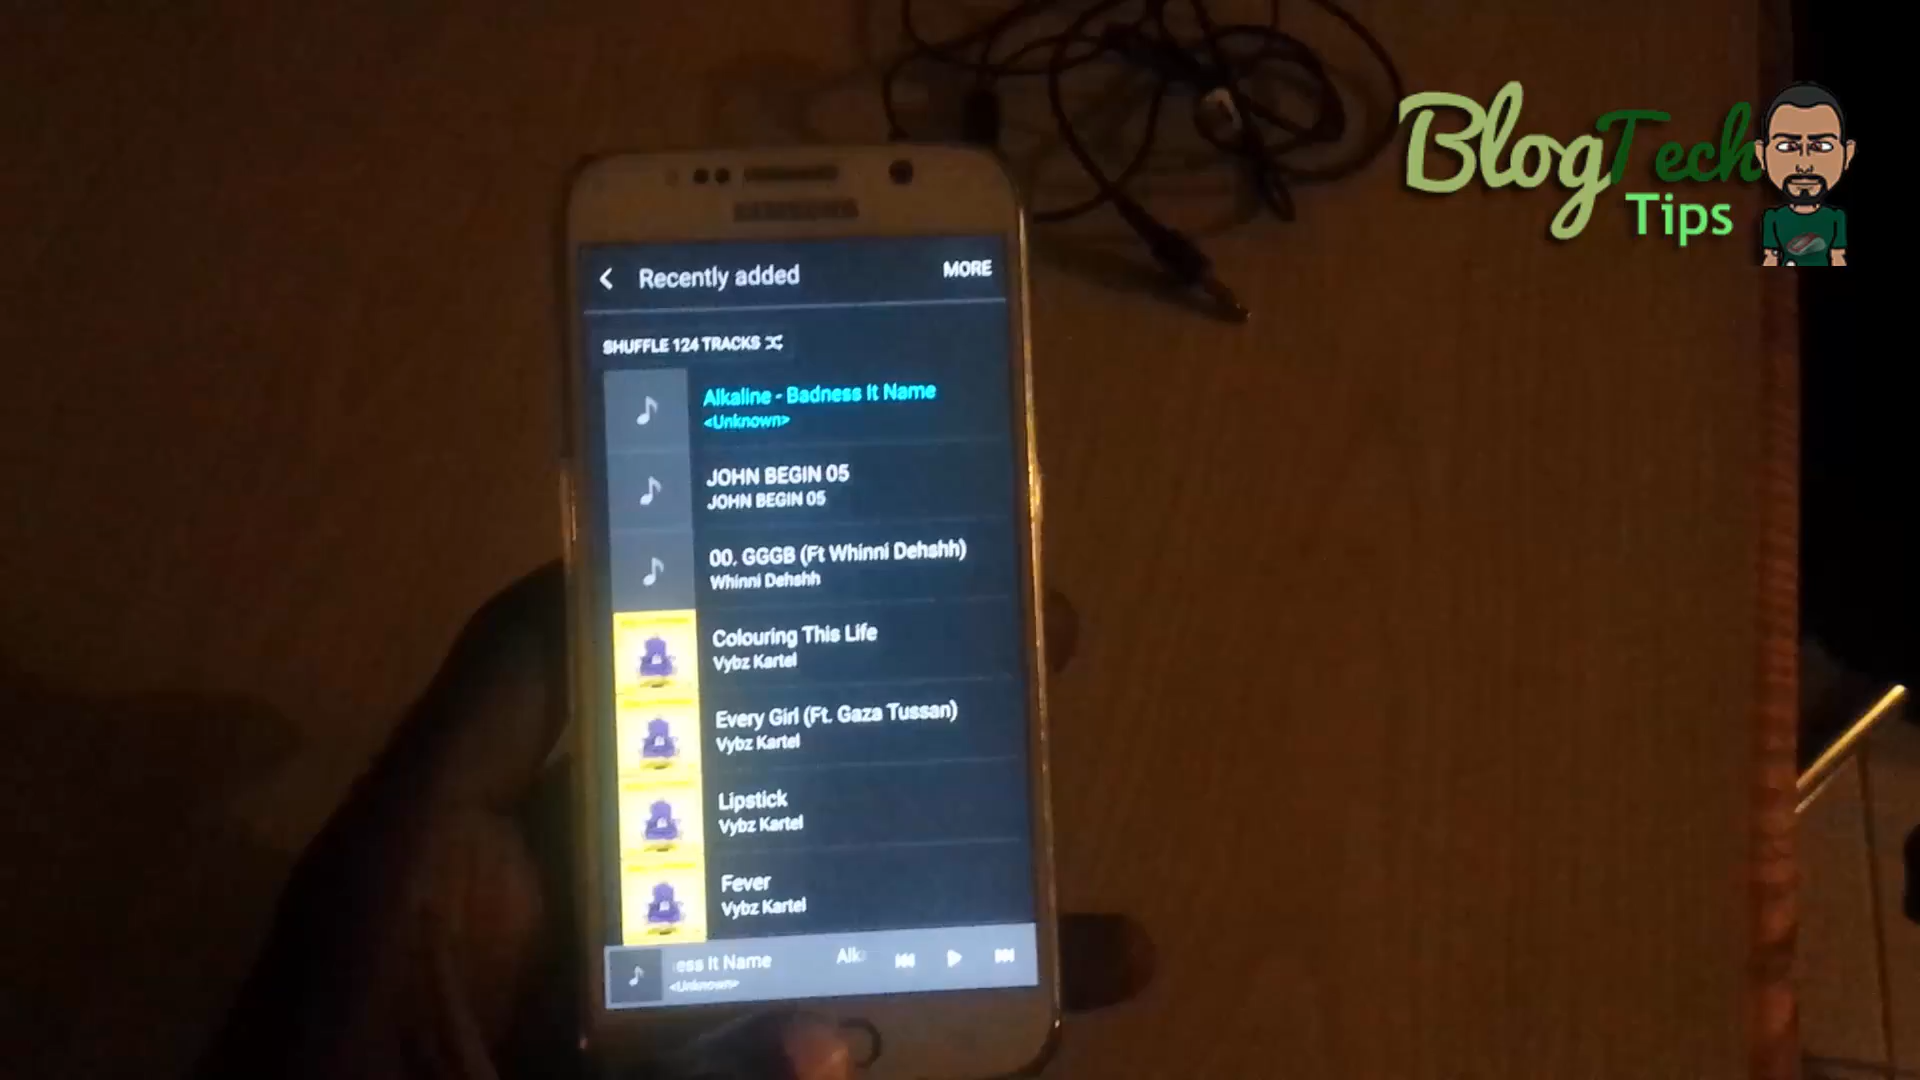 BlogTech
Tips
SAMSUNG
Recently added
MORE
SHUFFLE 124 TRACKS
Alkaline - Badness It Name
<Unknown>
JOHN BEGIN 05
JOHN BEGIN 05
00. GGGB (Ft Whinni Dehshh)
Whinni Dehshh
Colouring This Life
Vybz Kartel
Every Girl (Ft. Gaza Tussan)
Vybz Kartel
Lipstick
Vybz Kartel
Fever
Vybz Kartel
ess It Name
Alk
<Unknown>